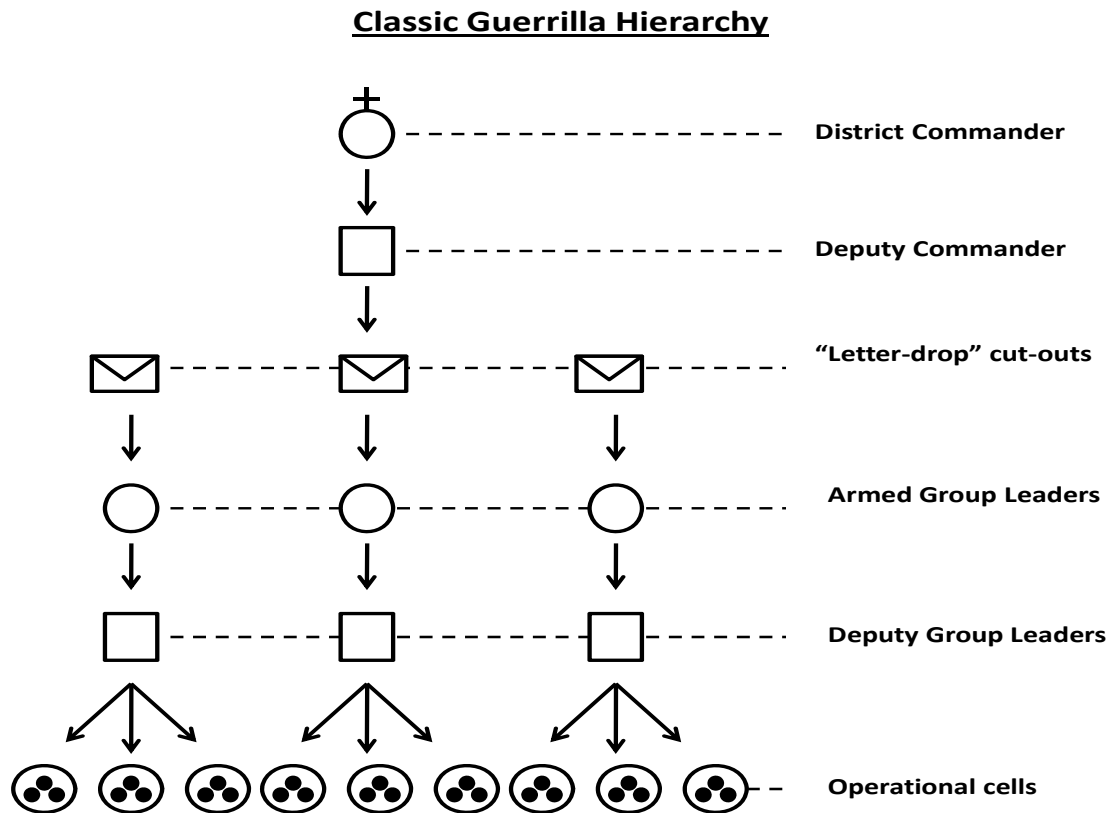 Classic Guerrilla Hierarchy
District Commander
Deputy Commander
“Letter-drop” cut-outs
Armed Group Leaders
Deputy Group Leaders
Operational cells